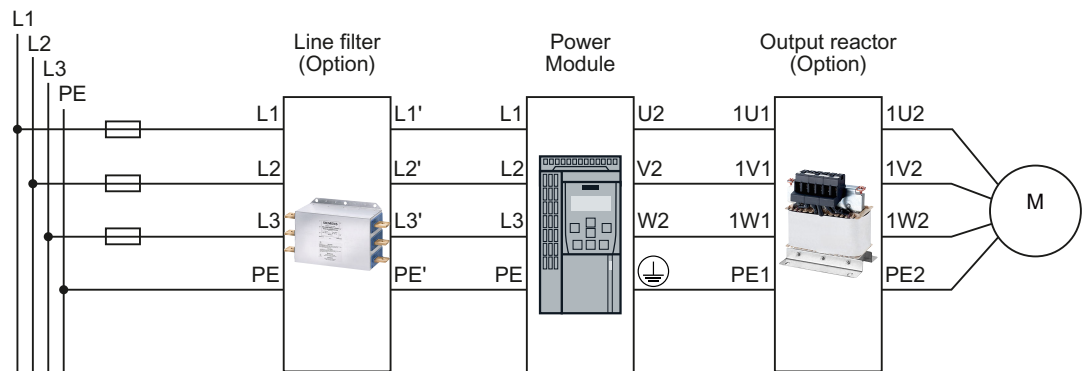 L1
L2
L3
PE
Line filter
(Option)
Power
Module
Output reactor
(Option)
L1 L1' L1 U2 1U1 1U2
L2 L2' L2 V2 1V1 1V2
L3 L3' L3 W2 1W1 1W2
PE PE' PE PE1 PE2
M